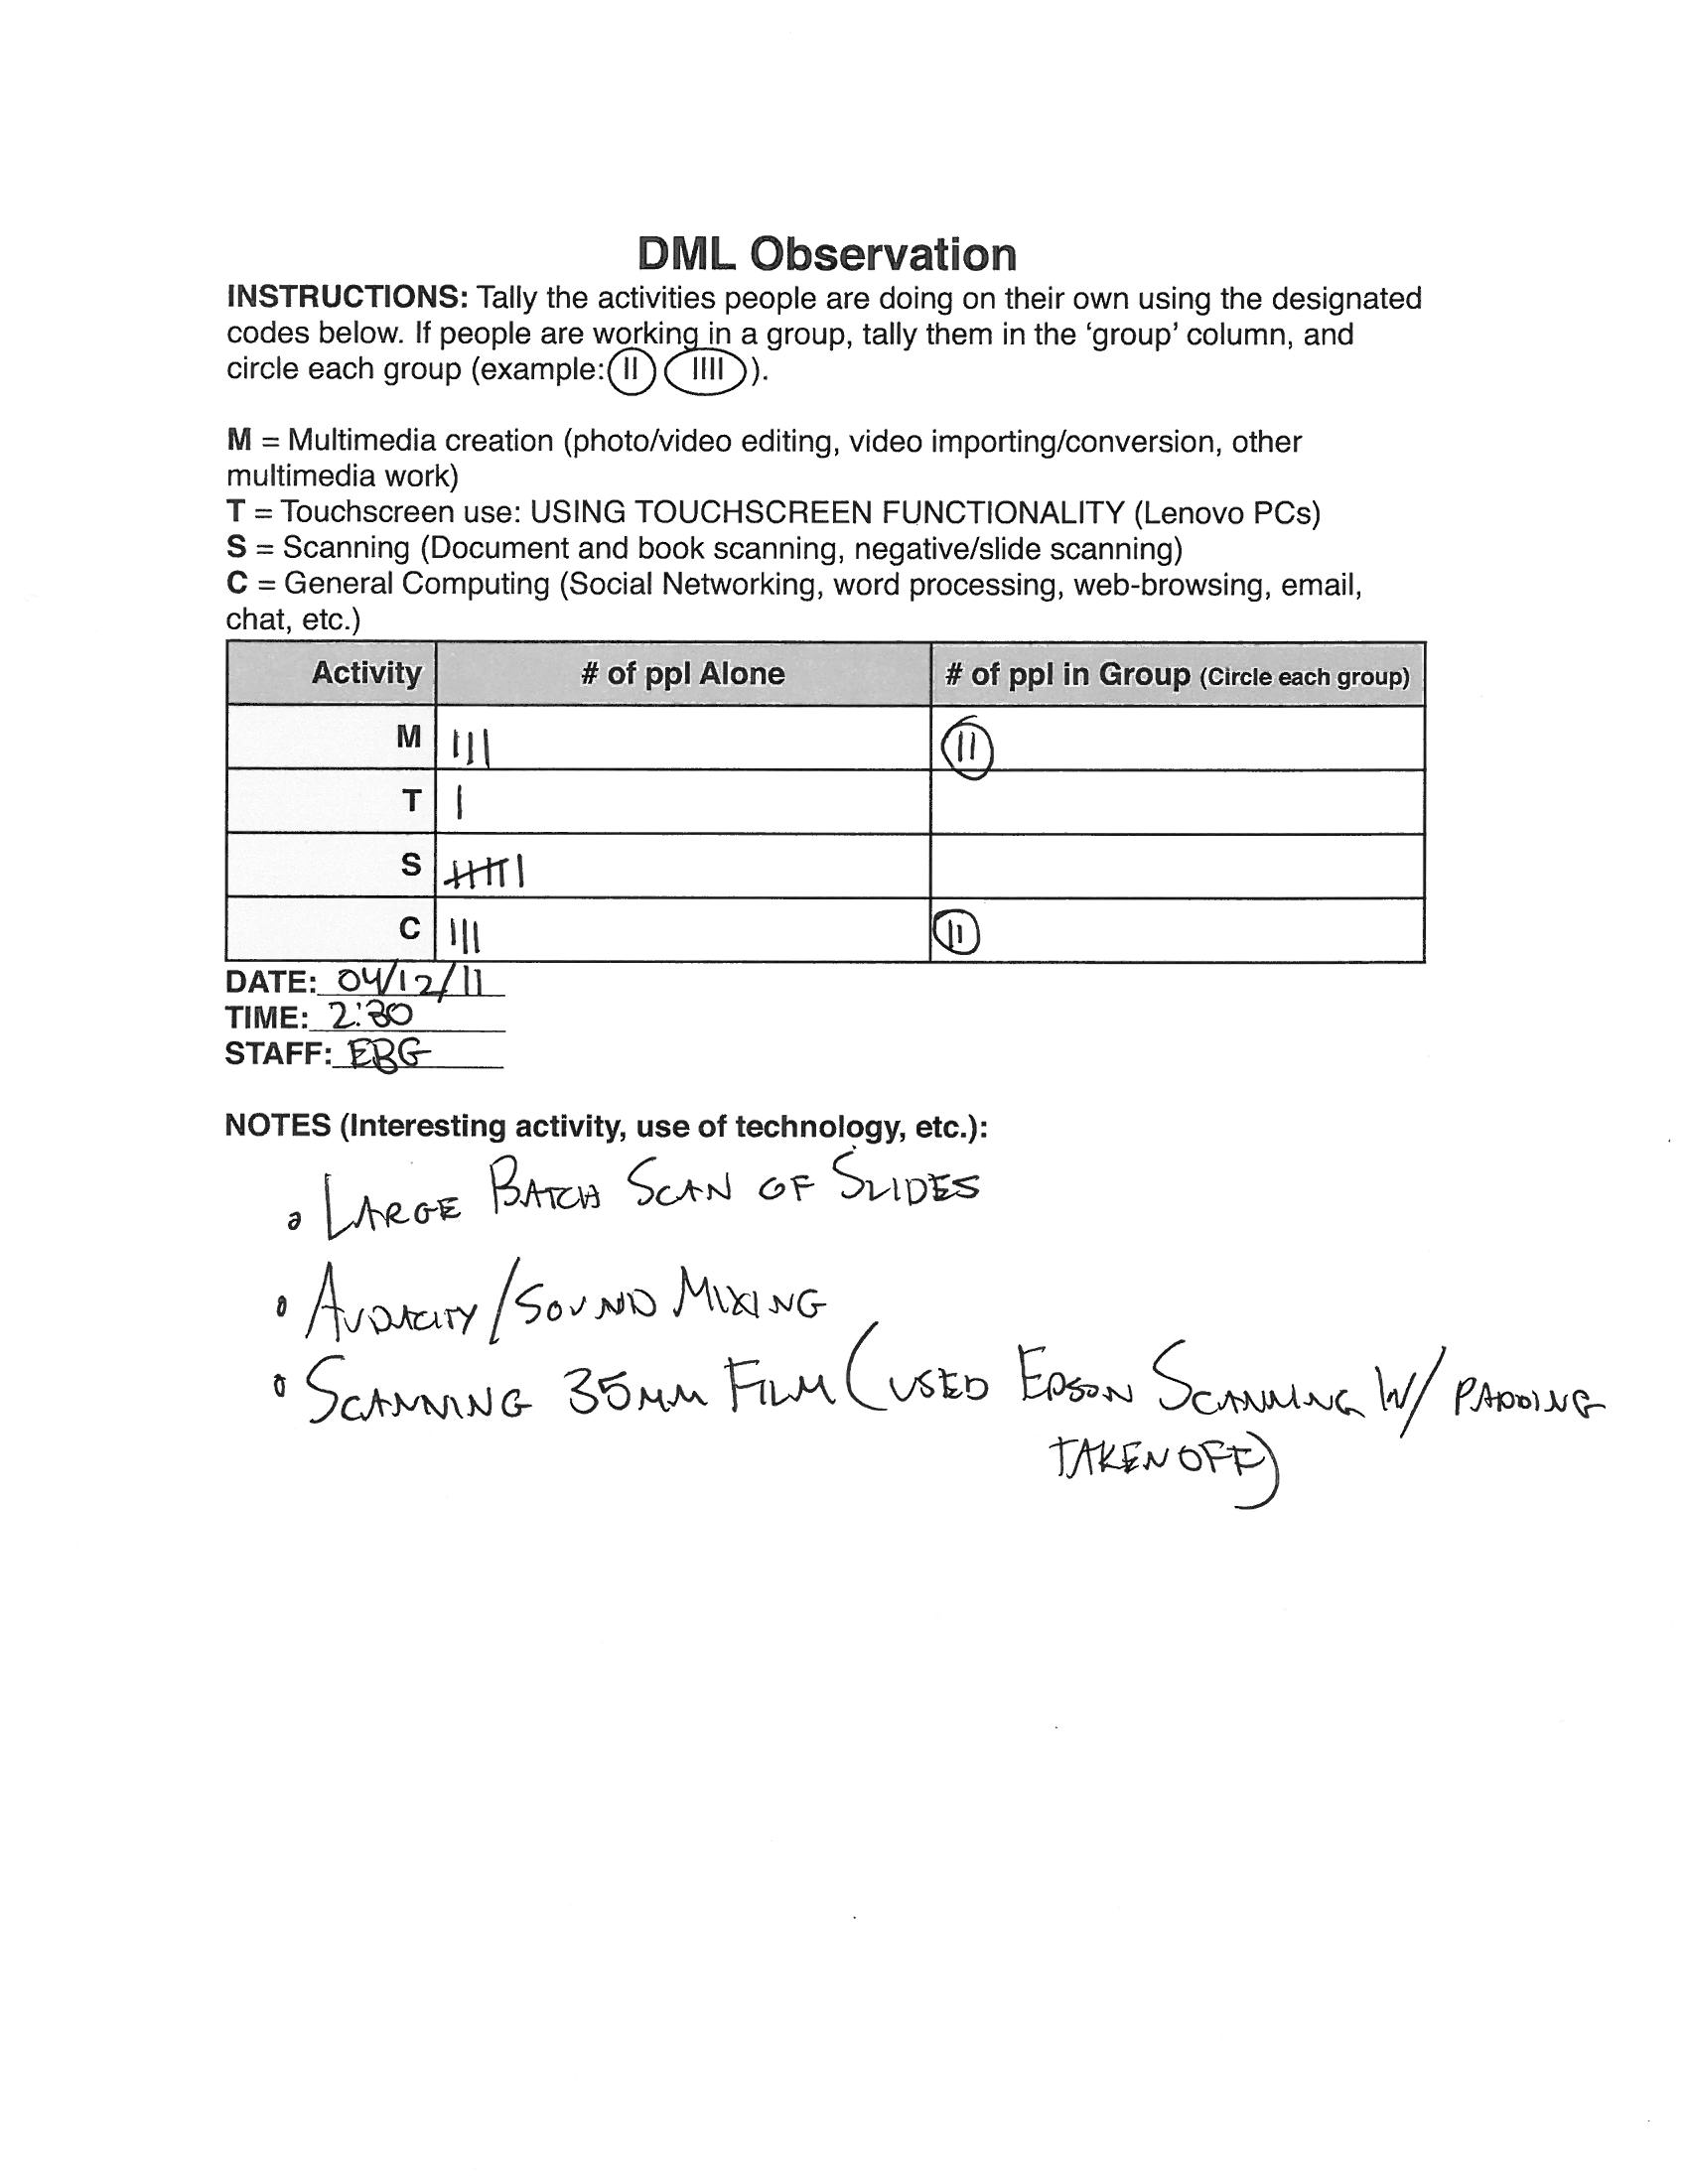 DML Observation
INSTRUCTIONS: Tally the activities people are doing on their own using the designated
codes below. If people are working in a group, tally them in the ‘group’ column, and
circle each group (example: II IIII ).
M = Multimedia creation (photo/video editing, video importing/conversion, other
multimedia work)
T = Touchscreen use: USING TOUCHSCREEN FUNCTIONALITY (Lenovo PCs)
S = Scanning (Document and book scanning, negative/slide scanning)
C = General Computing (Social Networking, word processing, web-browsing, email,
chat, etc.)
Activity # of ppl Alone # of ppl in Group (Circle each group)
M III II
T I
S IIIII I
C III II
DATE: 04/12/11
TIME: 2:30
STAFF: EBG
NOTES (Interesting activity, use of technology, etc.):
• LARGE BATCH SCAN OF SLIDES
• AUDACITY/SOUND MIXING
• SCANNING 35MM FILM (USED EPSON SCANNING W/ PADDING
TAKEN OFF)